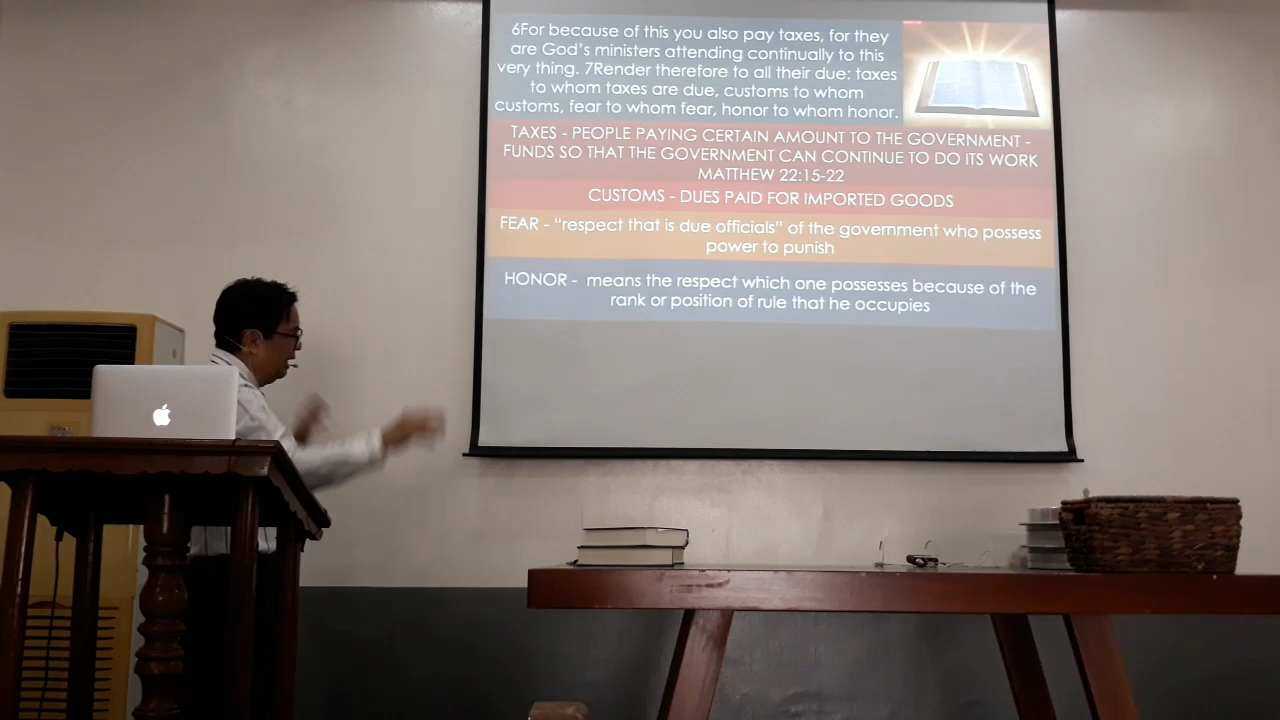 6For because of this you also pay taxes, for they
are God's ministers attending continually to this
very thing. 7Render therefore to all their due: taxes
to whom taxes are due, customs to whom
customs, fear to whom fear, honor to whom honor.
TAXES - PEOPLE PAYING CERTAIN AMOUNT TO THE GOVERNMENT -
FUNDS SO THAT THE GOVERNMENT CAN CONTINUE TO DO ITS WORK
MATTHEW 22:15-22
CUSTOMS - DUES PAID FOR IMPORTED GOODS
FEAR - “respect that is due officials” of the government who possess
power to punish
HONOR - means the respect which one possesses because of the
rank or position of rule that he occupies